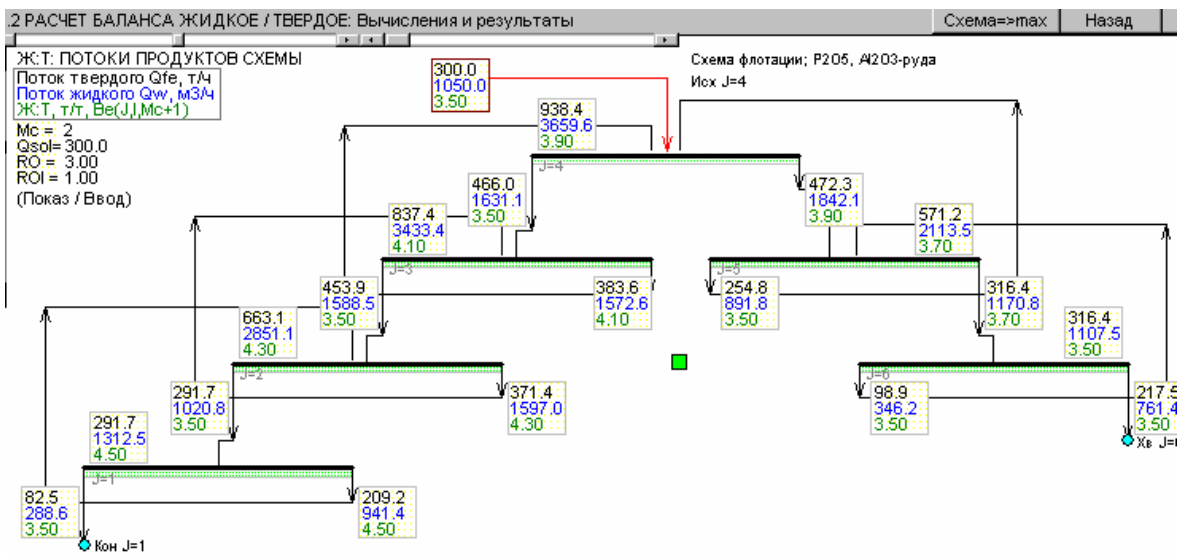 .2 РАСЧЕТ БАЛАНСА ЖИДКОЕ / ТВЕРДОЕ: Вычисления и результаты
Схема=>max
Назад
Ж:Т: ПОТОКИ ПРОДУКТОВ СХЕМЫ
Поток твердого Qfe, т/ч
Поток жидкого Qw, м3/ч
Ж:Т, т/т, Be(J,I,Mc+1)
Mc = 2
Qsol= 300.0
RO = 3.00
ROI = 1.00
(Показ / Ввод)
Схема флотации; P2O5, Al2O3-руда
Исх J=4
300.0
1050.0
3.50
938.4
3659.6
3.90
J=4
466.0
1631.1
3.50
472.3
1842.1
3.90
837.4
3433.4
4.10
571.2
2113.5
3.70
J=3
J=5
453.9
1588.5
3.50
383.6
1572.6
4.10
254.8
891.8
3.50
316.4
1170.8
3.70
663.1
2851.1
4.30
316.4
1107.5
3.50
J=2
J=6
291.7
1020.8
3.50
371.4
1597.0
4.30
98.9
346.2
3.50
217.5
761.4
3.50
Хв J=
291.7
1312.5
4.50
J=1
82.5
288.6
3.50
209.2
941.4
4.50
Кон J=1